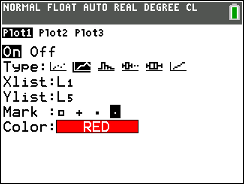 NORMAL FLOAT AUTO REAL DEGREE CL
Plot1 Plot2 Plot3
On Off
Type:
Xlist:L1
Ylist:L5
Mark :
Color: RED